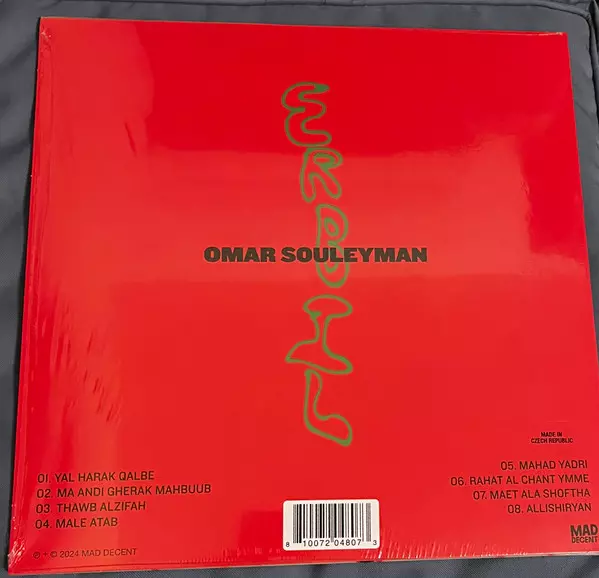 ERBIL
OMAR SOULEYMAN
01. YAL HARAK QALBE
02. MA ANDI GHERAK MAHBUUB
03. THAWB ALZIFAH
04. MALE ATAB
℗ + © 2024 MAD DECENT
8 10072 04807 3
MADE IN
CZECH REPUBLIC
05. MAHAD YADRI
06. RAHAT AL CHANT YMME
07. MAET ALA SHOFTHA
08. ALLISHIRYAN
MAD
DECENT